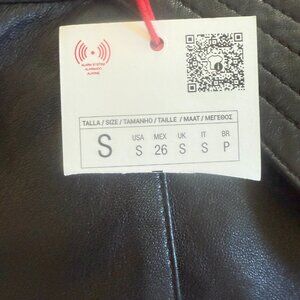 ALARM SYSTEM
ALARMADO
ALARME
TALLA / SIZE / TAMANHO / TAILLE / MAAT / ΜΕΓΕΘΟΣ
S
USA MEX UK IT BR
S 26 S S P